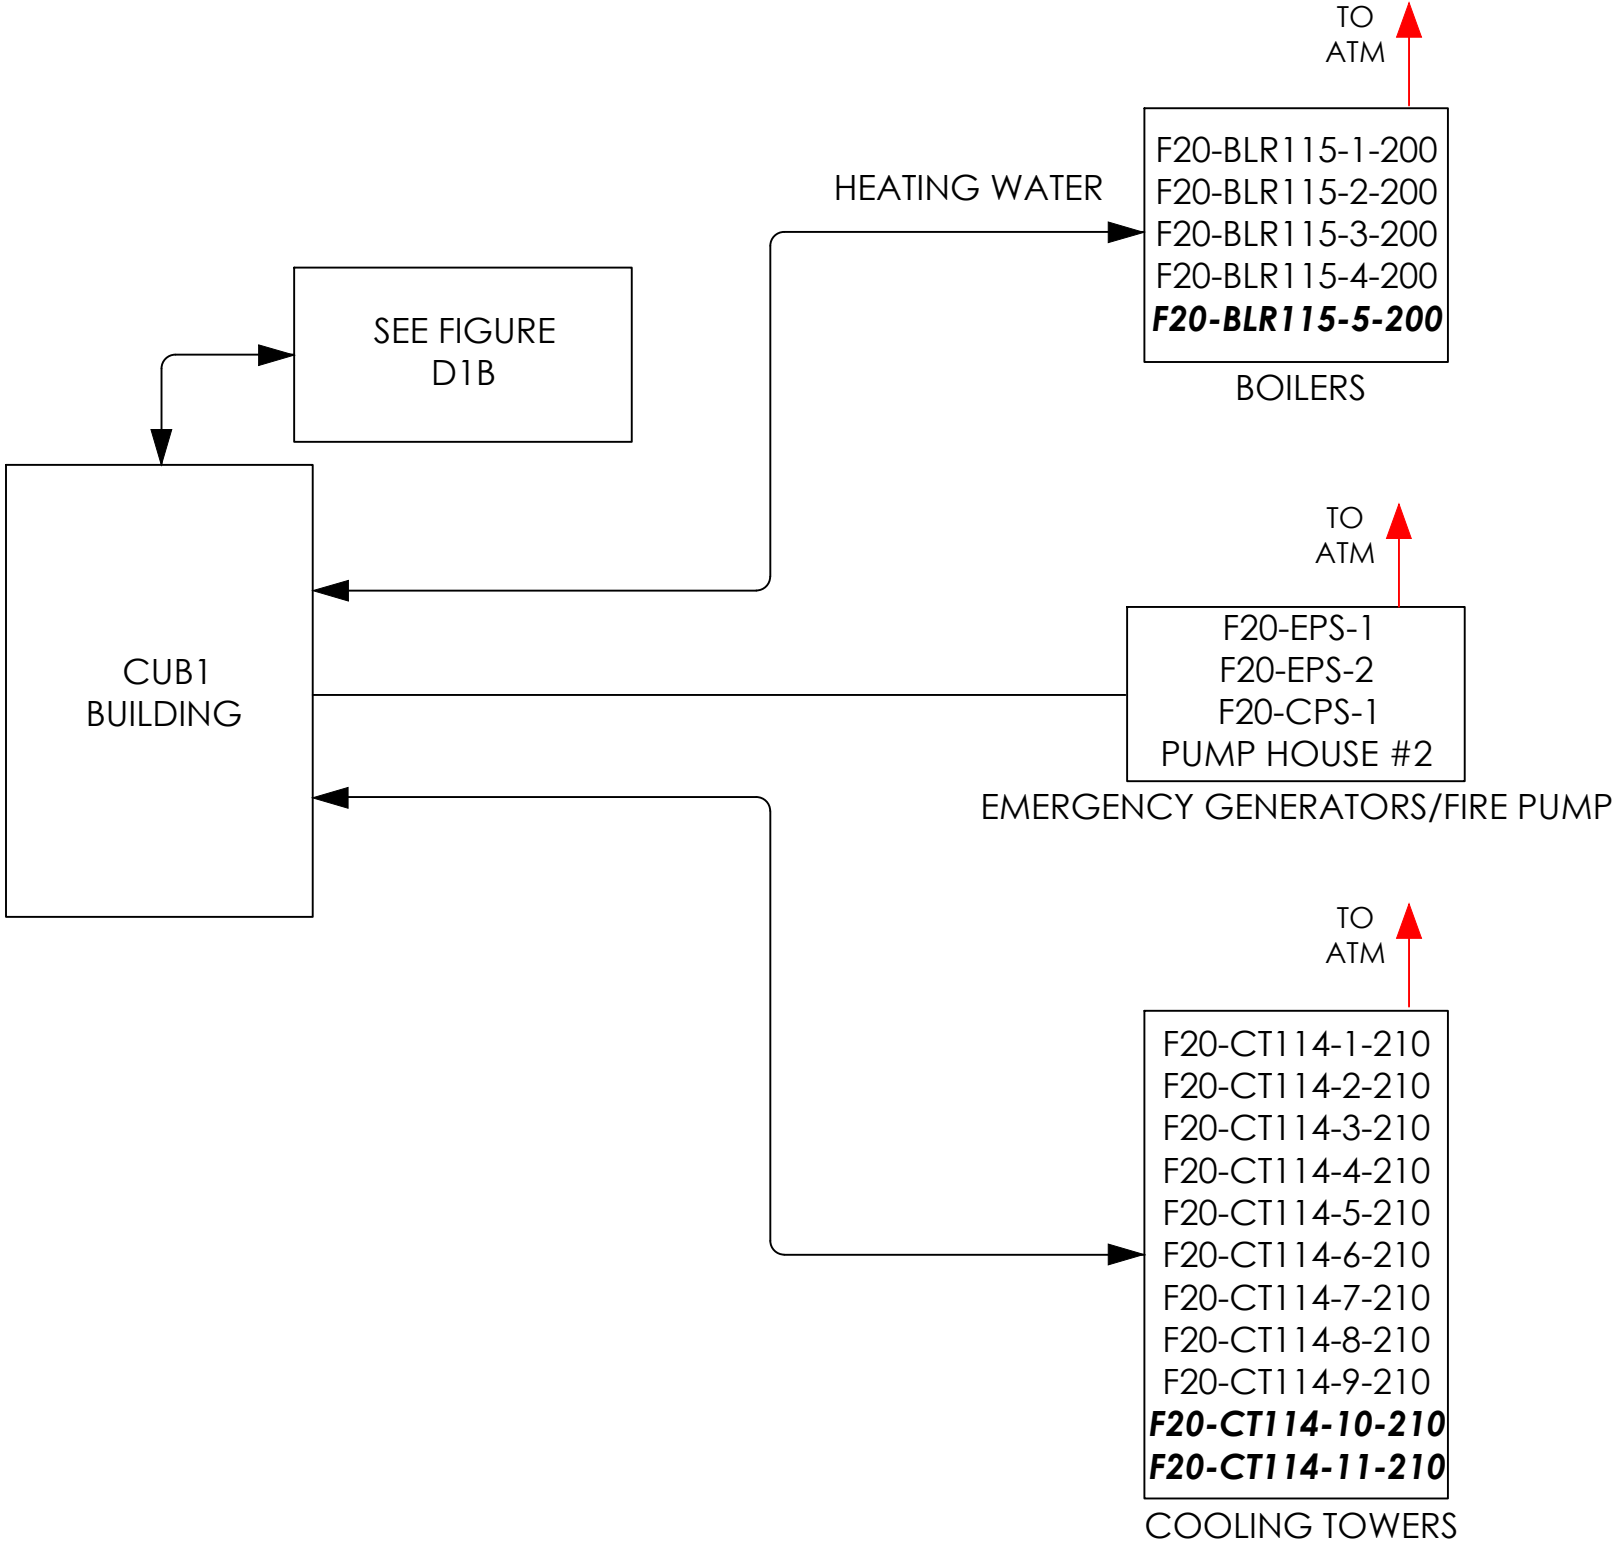 TO
ATM
F20-BLR115-1-200
F20-BLR115-2-200
F20-BLR115-3-200
F20-BLR115-4-200
F20-BLR115-5-200
BOILERS
HEATING WATER
SEE FIGURE
D1B
CUB1
BUILDING
TO
ATM
F20-EPS-1
F20-EPS-2
F20-CPS-1
PUMP HOUSE #2
EMERGENCY GENERATORS/FIRE PUMP
TO
ATM
F20-CT114-1-210
F20-CT114-2-210
F20-CT114-3-210
F20-CT114-4-210
F20-CT114-5-210
F20-CT114-6-210
F20-CT114-7-210
F20-CT114-8-210
F20-CT114-9-210
F20-CT114-10-210
F20-CT114-11-210
COOLING TOWERS